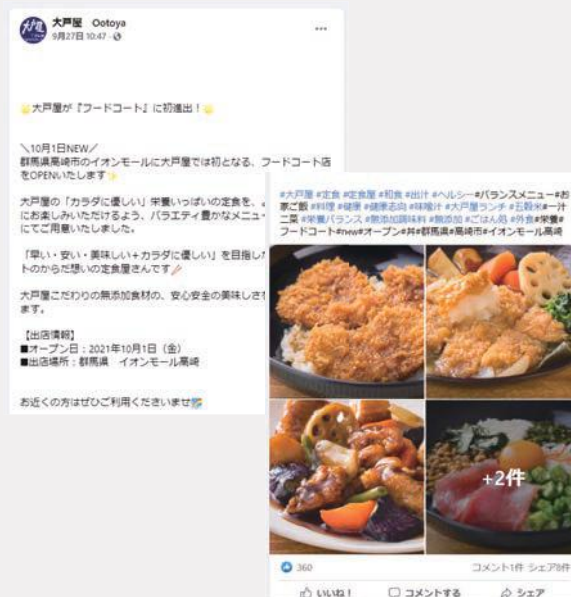 大戸屋 Ootoya
9月27日 10:47
大戸屋が『フードコート』に初進出！
＼10月1日NEW／
群馬県高崎市のイオンモールに大戸屋では初となる、フードコート店
をOPENいたします
大戸屋の「カラダに優しい」栄養いっぱいの定食を、
にお楽しみいただけるよう、バラエティ豊かなメニュー
にてご用意いたしました。
「早い・安い・美味しい+カラダに優しい」を目指し
トのからだ想いの定食屋さんです
大戸屋こだわりの無添加食材の、安心安全の美味しさ
ます。
【出店情報】
■オープン日：2021年10月1日（金）
■出店場所：群馬県 イオンモール高崎
お近くの方はぜひご利用くださいませ
#大戸屋 #定食 #定食屋 #和食 #出汁 #ヘルシー#バランスメニュー#お
家ご飯 #料理 #健康 #健康志向 #味噌汁 #大戸屋ランチ #五穀米#一汁
二菜 #栄養バランス #無添加調味料 #無添加 #ごはん処 #外食#栄養#
フードコート#new#オープン#丼#群馬県#高崎市#イオンモール高崎
+2件
360
コメント1件 シェア8件
いいね！ コメントする シェア